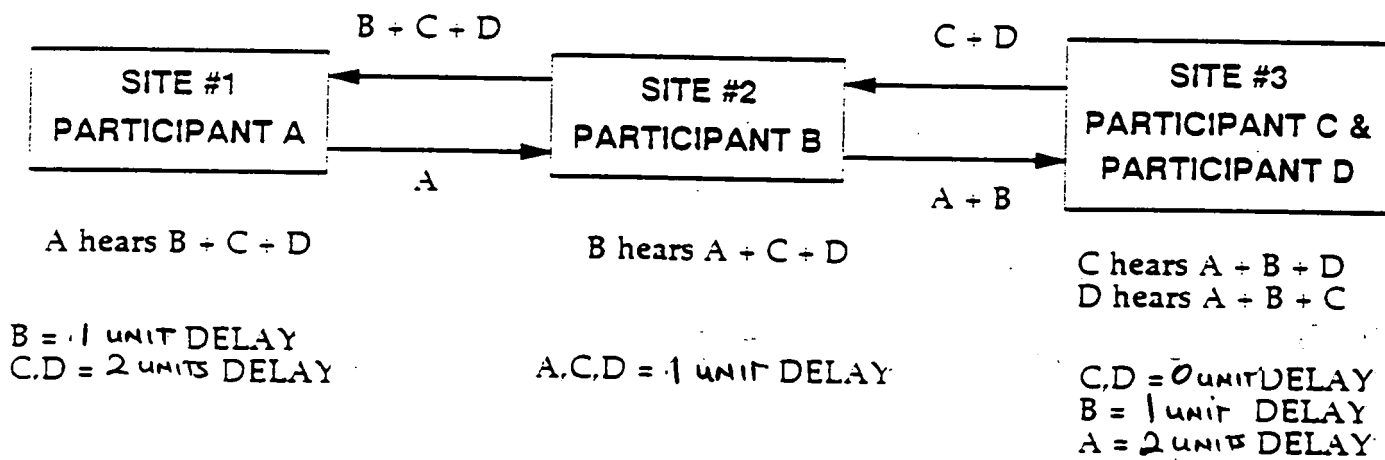 B ÷ C ÷ D
C ÷ D
SITE #1
PARTICIPANT A
SITE #2
PARTICIPANT B
SITE #3
PARTICIPANT C &
PARTICIPANT D
A
A ÷ B
A hears B ÷ C ÷ D
B hears A ÷ C ÷ D
C hears A ÷ B ÷ D
D hears A ÷ B + C
B = 1 UNIT DELAY
C,D = 2 UNITS DELAY
A,C,D = 1 UNIT DELAY
C,D = 0 UNIT DELAY
B = 1 UNIT DELAY
A = 2 UNITS DELAY